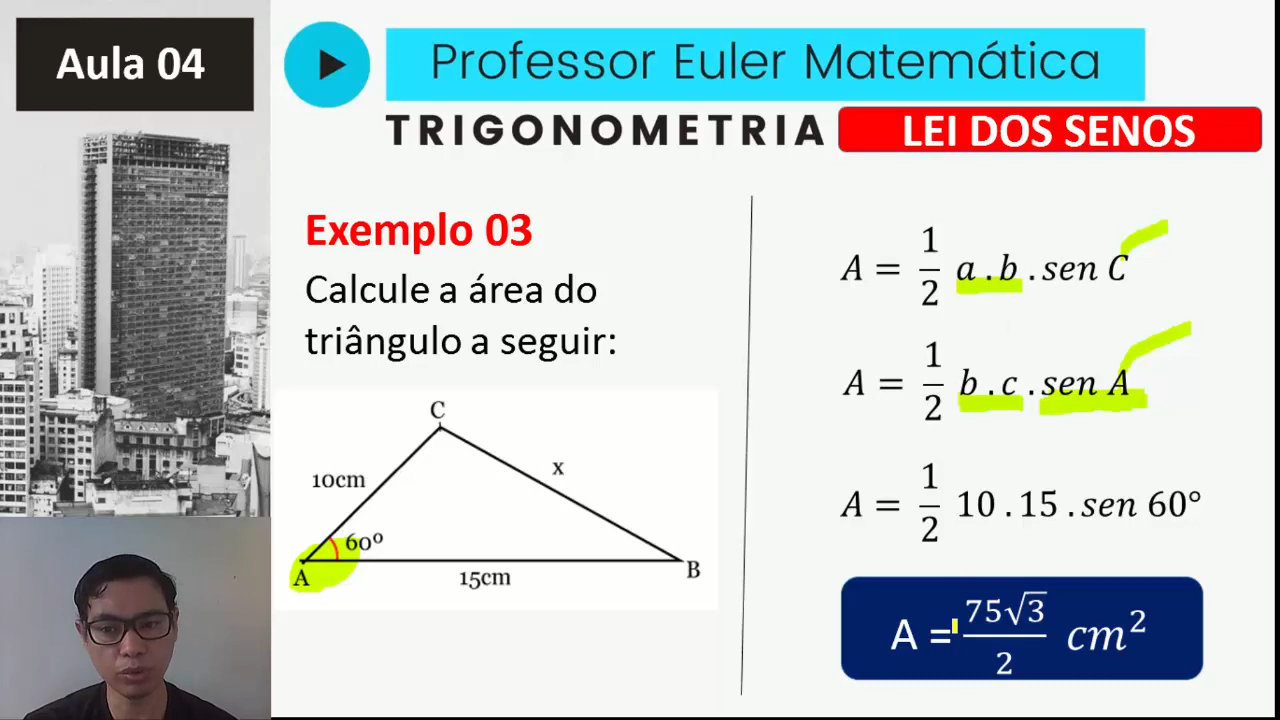 Aula 04
Professor Euler Matemática
TRIGONOMETRIA
LEI DOS SENOS
Exemplo 03
Calcule a área do
triângulo a seguir:
C
10cm
x
60º
A
15cm
B
A = 1/2 a . b . sen C
A = 1/2 b . c . sen A
A = 1/2 10 . 15 . sen 60°
A = 75√3/2 cm²